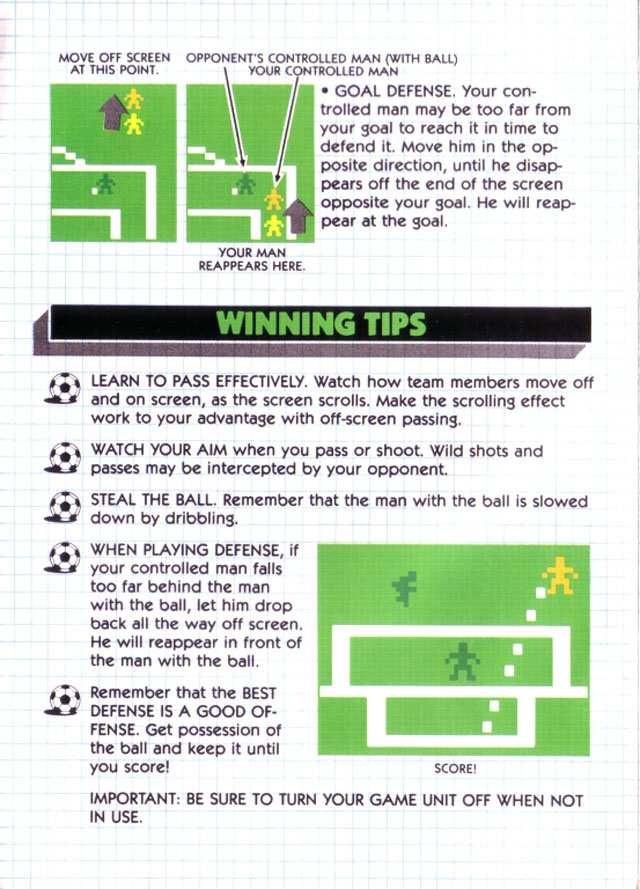 MOVE OFF SCREEN
AT THIS POINT.
OPPONENT'S CONTROLLED MAN (WITH BALL)
YOUR CONTROLLED MAN
• GOAL DEFENSE. Your con-
trolled man may be too far from
your goal to reach it in time to
defend it. Move him in the op-
posite direction, until he disap-
pears off the end of the screen
opposite your goal. He will reap-
pear at the goal.
YOUR MAN
REAPPEARS HERE.
WINNING TIPS
LEARN TO PASS EFFECTIVELY. Watch how team members move off
and on screen, as the screen scrolls. Make the scrolling effect
work to your advantage with off-screen passing.
WATCH YOUR AIM when you pass or shoot. Wild shots and
passes may be intercepted by your opponent.
STEAL THE BALL. Remember that the man with the ball is slowed
down by dribbling.
WHEN PLAYING DEFENSE, if
your controlled man falls
too far behind the man
with the ball, let him drop
back all the way off screen.
He will reappear in front of
the man with the ball.
Remember that the BEST
DEFENSE IS A GOOD OF-
FENSE. Get possession of
the ball and keep it until
you score!
SCORE!
IMPORTANT: BE SURE TO TURN YOUR GAME UNIT OFF WHEN NOT
IN USE.